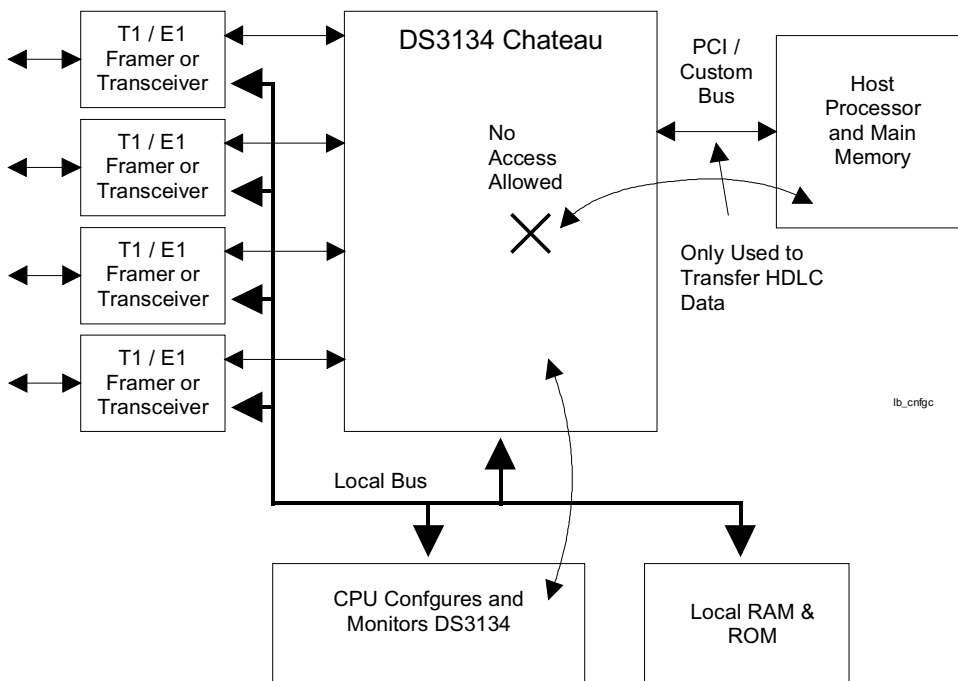 T1 / E1
Framer or
Transceiver
T1 / E1
Framer or
Transceiver
T1 / E1
Framer or
Transceiver
T1 / E1
Framer or
Transceiver
DS3134 Chateau
No
Access
Allowed
PCI /
Custom
Bus
Host
Processor
and Main
Memory
Only Used to
Transfer HDLC
Data
lb_cnfgc
Local Bus
CPU Confgures and
Monitors DS3134
Local RAM &
ROM